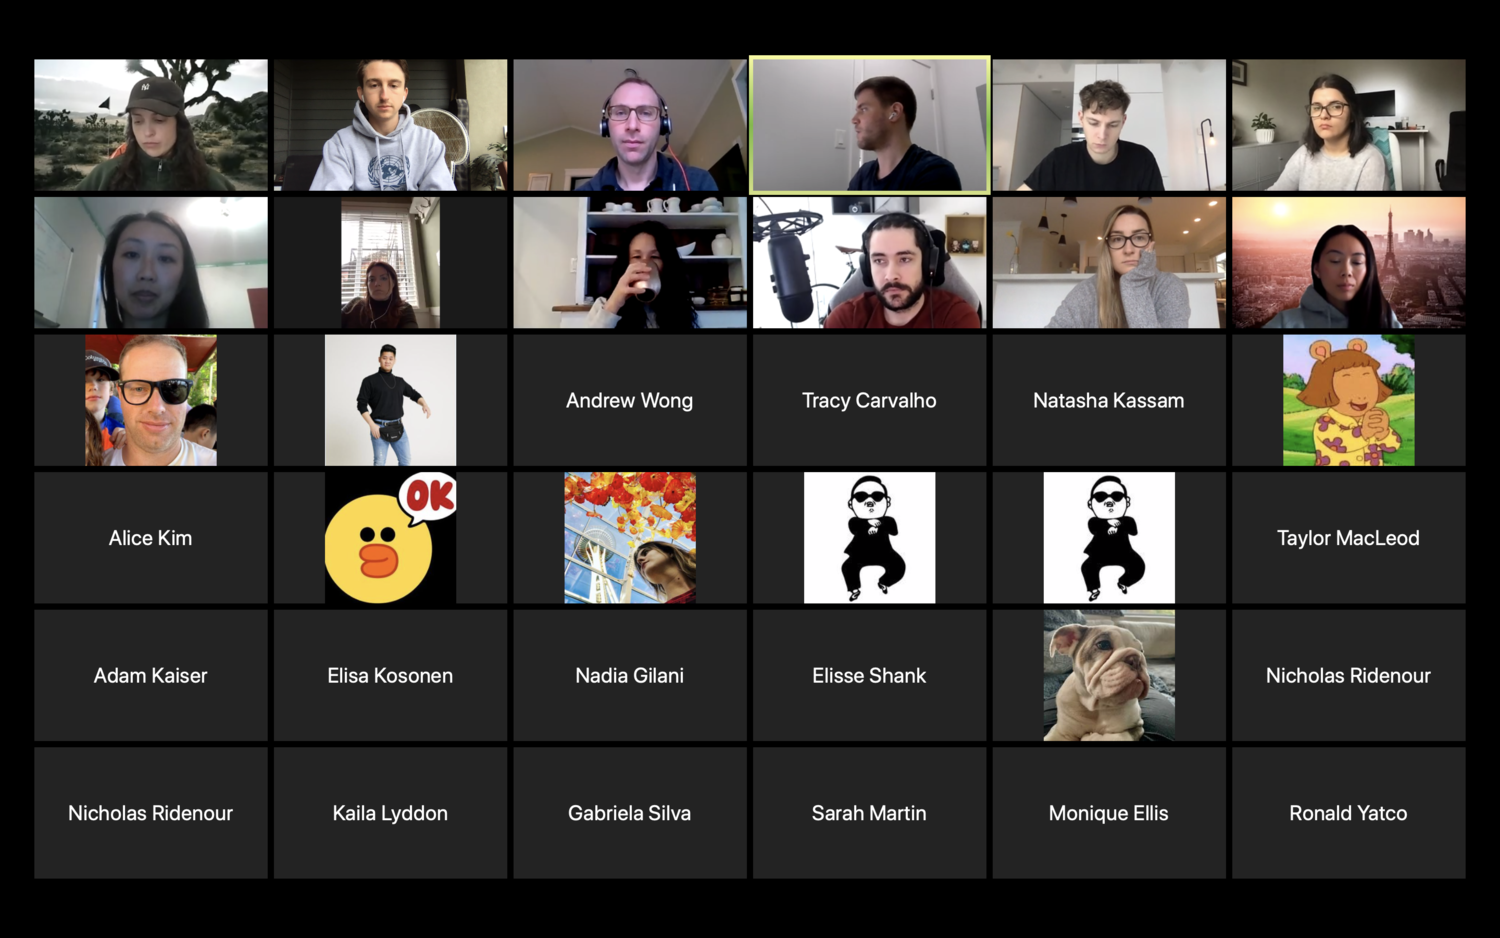 NY
Andrew Wong
Tracy Carvalho
Natasha Kassam
Alice Kim
OK
Taylor MacLeod
Adam Kaiser
Elisa Kosonen
Nadia Gilani
Elisse Shank
Nicholas Ridenour
Nicholas Ridenour
Kaila Lyddon
Gabriela Silva
Sarah Martin
Monique Ellis
Ronald Yatco